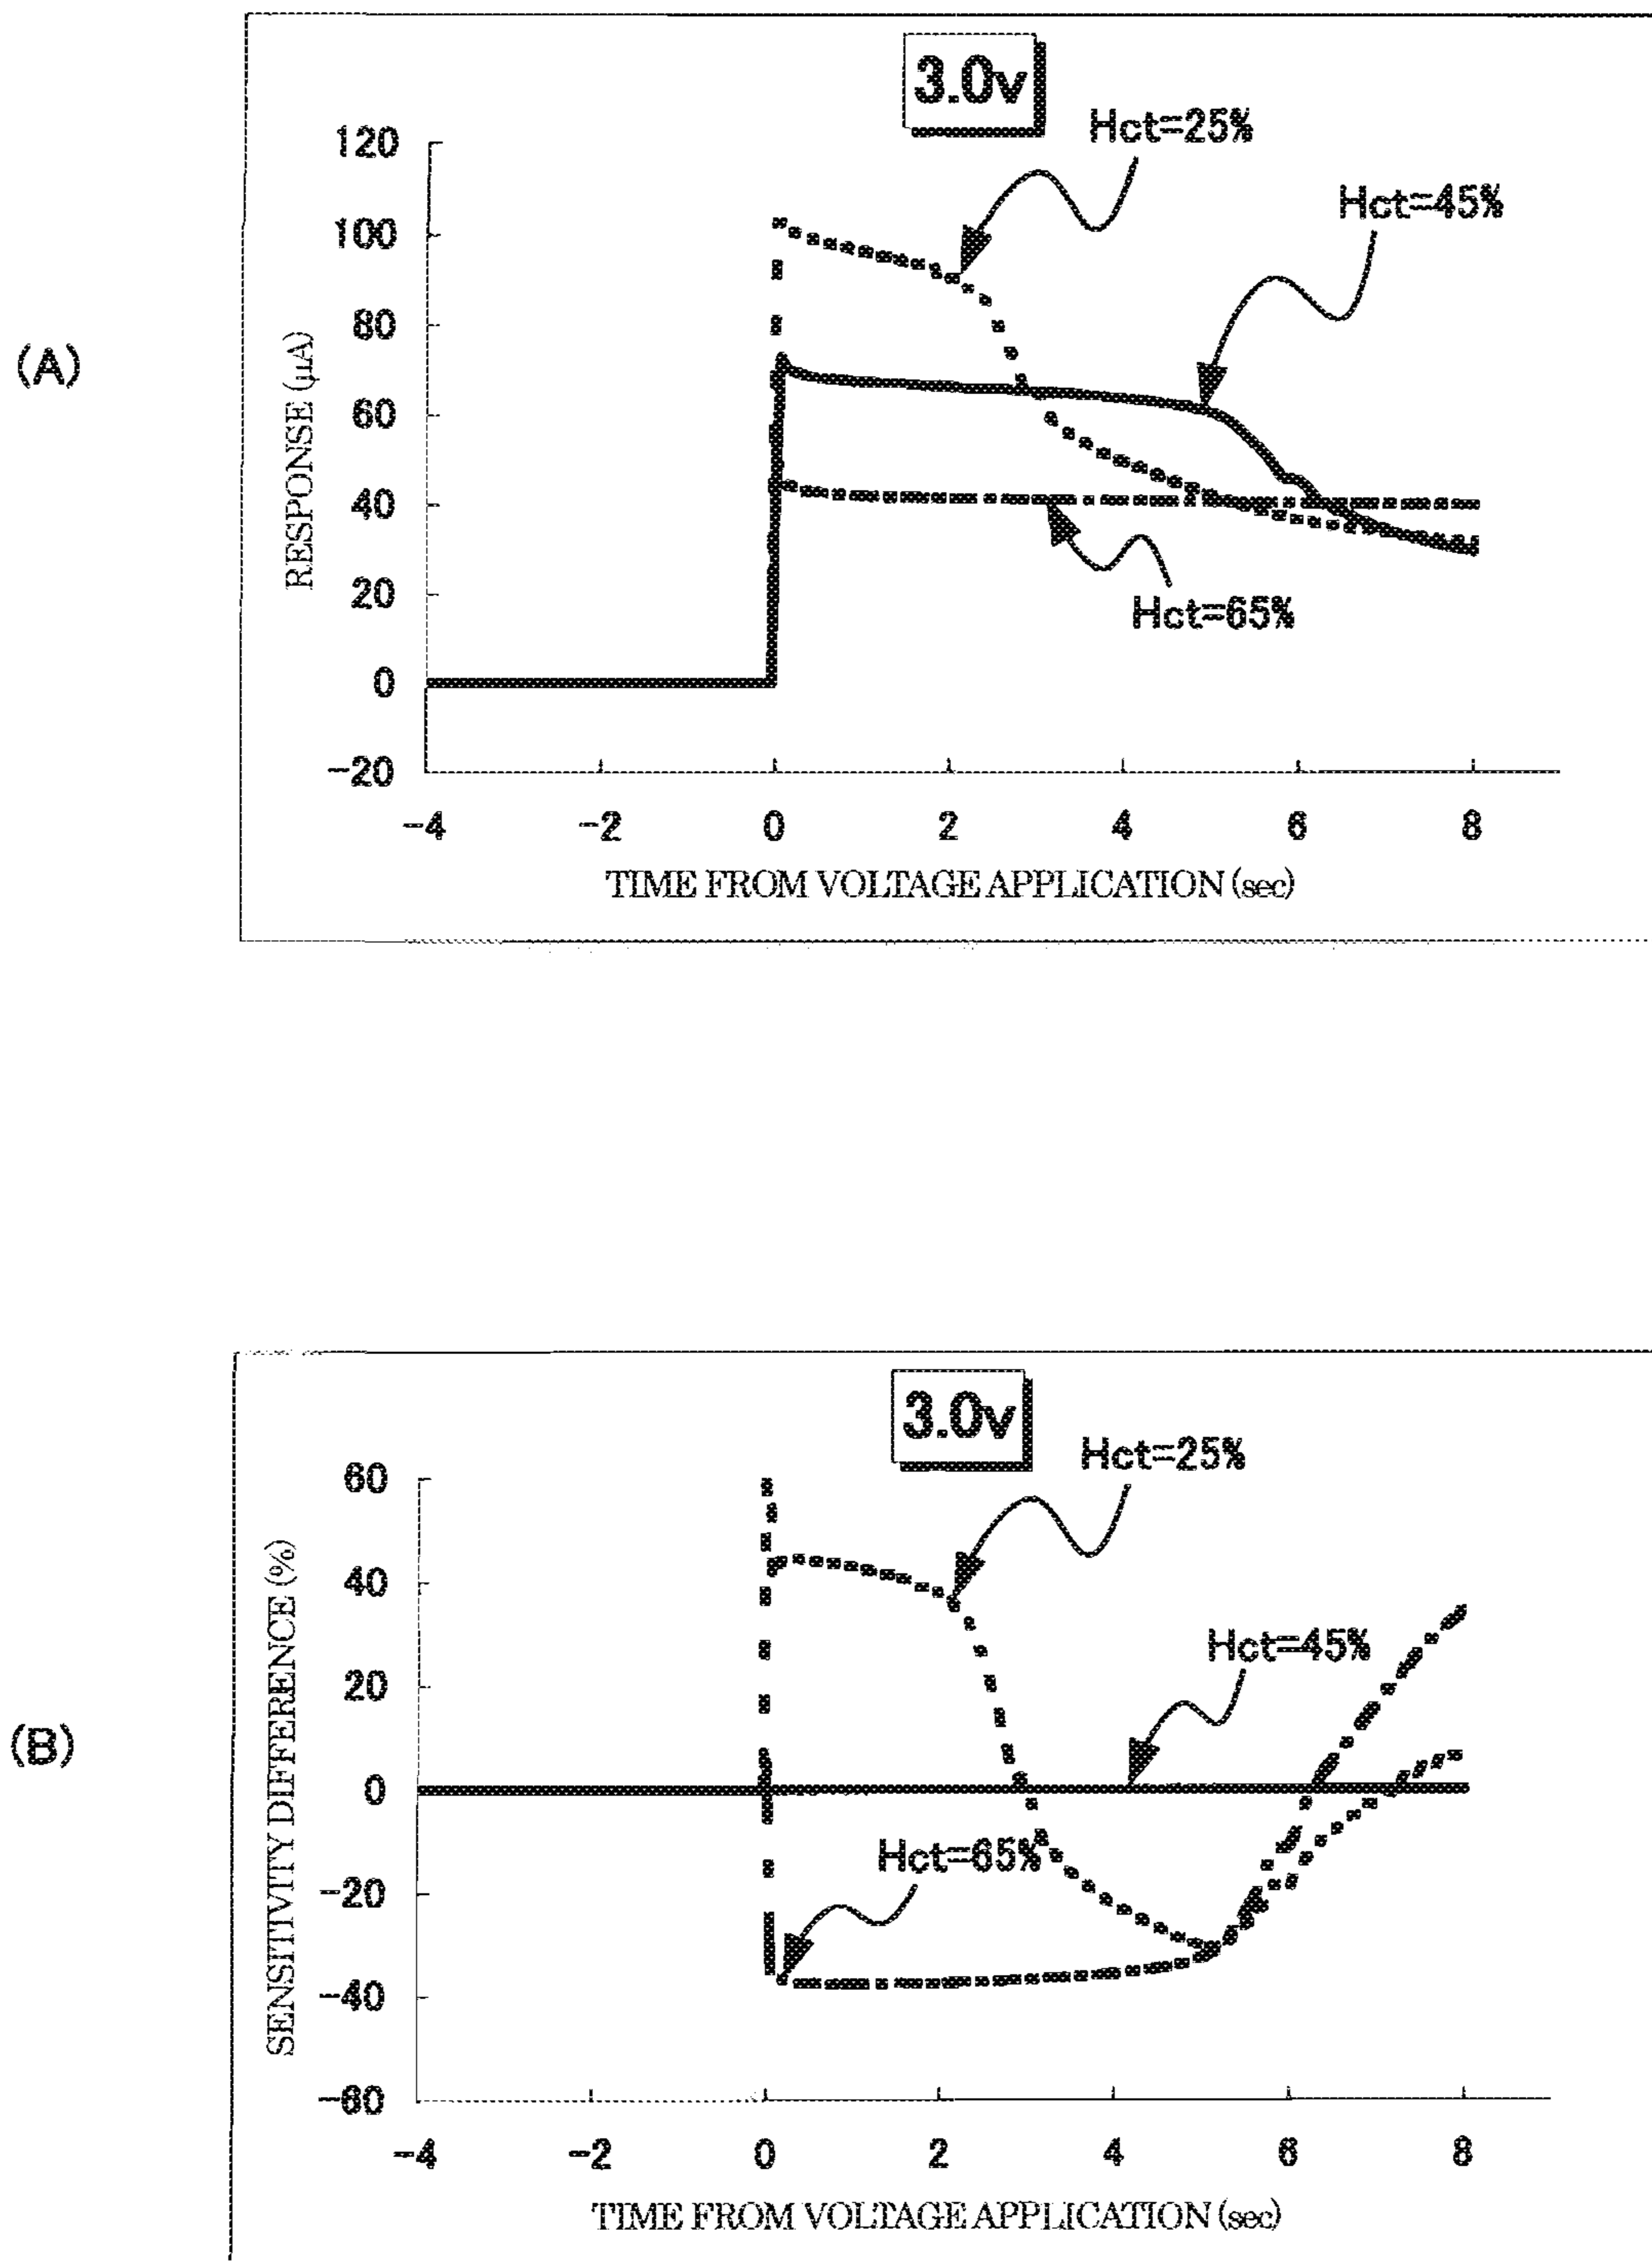 (A)
3.0v
Hct=25%
Hct=45%
Hct=65%
RESPONSE (μA)
120
100
80
60
40
20
0
-20
-4 -2 0 2 4 6 8
TIME FROM VOLTAGE APPLICATION (sec)
(B)
3.0v
Hct=25%
Hct=45%
Hct=65%
SENSITIVITY DIFFERENCE (%)
60
40
20
0
-20
-40
-60
-4 -2 0 2 4 6 8
TIME FROM VOLTAGE APPLICATION (sec)